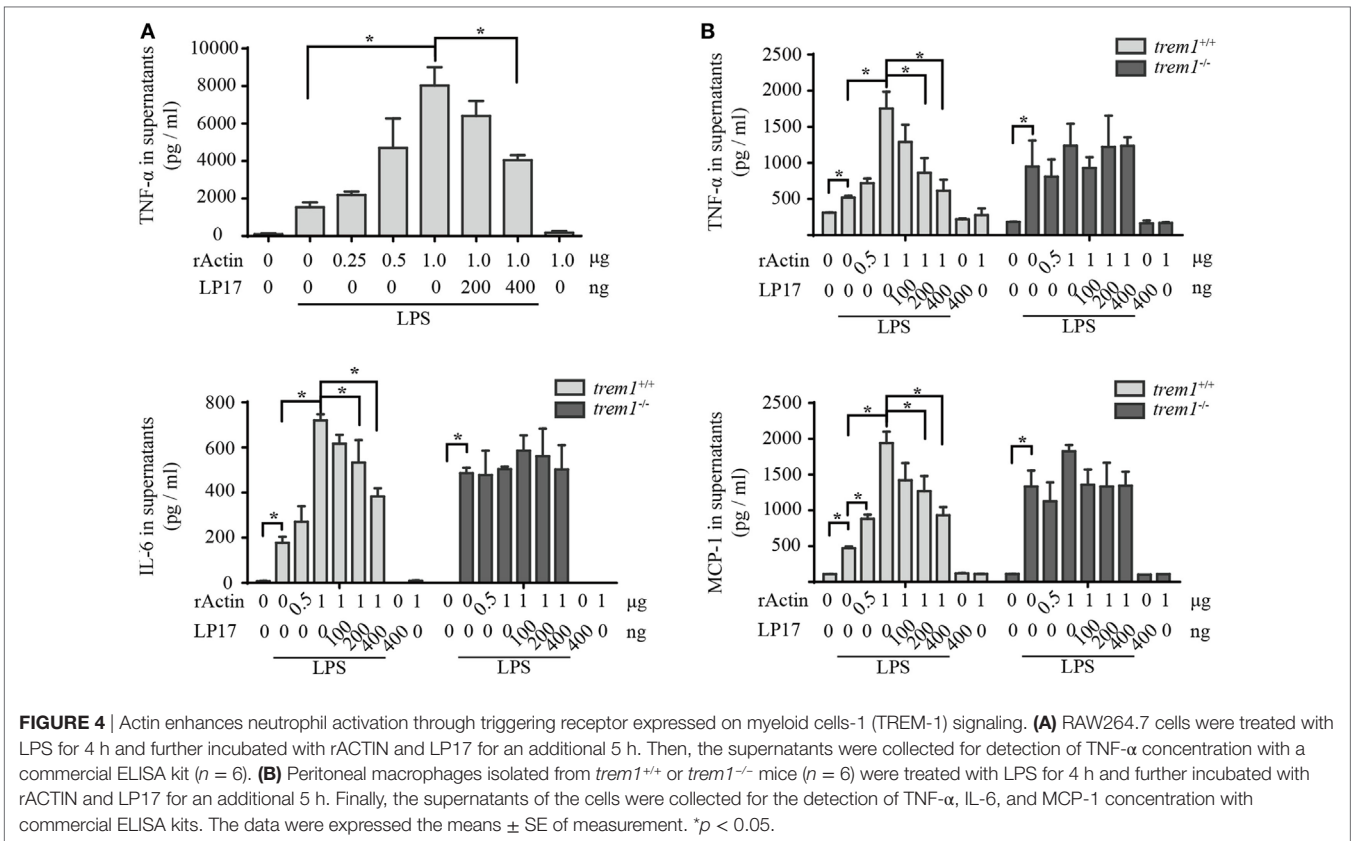 A
10000
8000
6000
4000
2000
0
TNF-α in supernatants
(pg / ml)
*
*
rActin 0 0 0.25 0.5 1.0 1.0 1.0 1.0 μg
LP17 0 0 0 0 0 200 400 0 ng
LPS
B
trem1+/+
trem1-/-
2500
2000
1500
1000
500
TNF-α in supernatants
(pg / ml)
*
*
*
*
*
rActin 0 0 0.5 1 1 1 1 0 1 0 0 0.5 1 1 1 1 0 1 μg
LP17 0 0 0 0 100 200 400 400 0 0 0 0 0 100 200 400 400 0 ng
LPS LPS
trem1+/+
trem1-/-
800
600
400
200
0
IL-6 in supernatants
(pg / ml)
*
*
*
*
*
rActin 0 0 0.5 1 1 1 1 0 1 0 0 0.5 1 1 1 1 0 1 μg
LP17 0 0 0 0 100 200 400 400 0 0 0 0 0 100 200 400 400 0 ng
LPS LPS
trem1+/+
trem1-/-
2500
2000
1500
1000
500
MCP-1 in supernatants
(pg / ml)
*
*
*
*
*
*
rActin 0 0 0.5 1 1 1 1 0 1 0 0 0.5 1 1 1 1 0 1 μg
LP17 0 0 0 0 100 200 400 400 0 0 0 0 0 100 200 400 400 0 ng
LPS LPS
FIGURE 4 | Actin enhances neutrophil activation through triggering receptor expressed on myeloid cells-1 (TREM-1) signaling. (A) RAW264.7 cells were treated with
LPS for 4 h and further incubated with rACTIN and LP17 for an additional 5 h. Then, the supernatants were collected for detection of TNF-α concentration with a
commercial ELISA kit (n = 6). (B) Peritoneal macrophages isolated from trem1+/+ or trem1−/− mice (n = 6) were treated with LPS for 4 h and further incubated with
rACTIN and LP17 for an additional 5 h. Finally, the supernatants of the cells were collected for the detection of TNF-α, IL-6, and MCP-1 concentration with
commercial ELISA kits. The data were expressed the means ± SE of measurement. *p < 0.05.